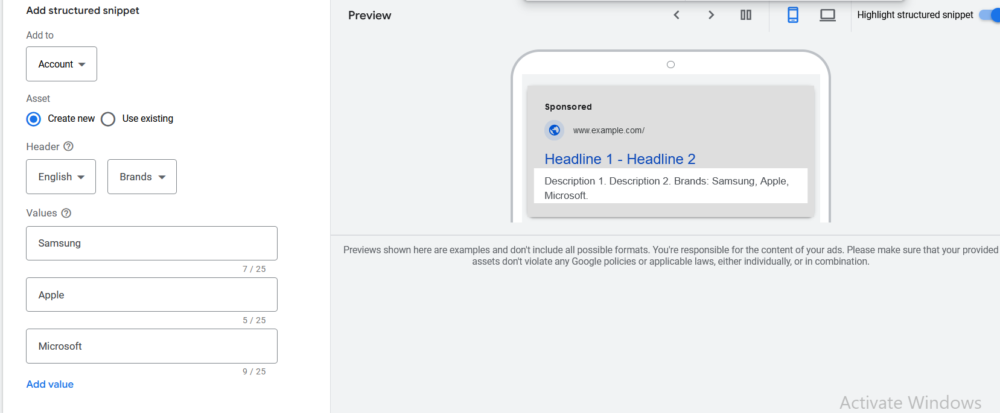 Add structured snippet
Add to
Account
Asset
Create new
Use existing
Header
English
Brands
Values
Samsung
7 / 25
Apple
5 / 25
Microsoft
9 / 25
Add value
Preview
Highlight structured snippet
Sponsored
www.example.com/
Headline 1 - Headline 2
Description 1. Description 2. Brands: Samsung, Apple,
Microsoft.
Previews shown here are examples and don't include all possible formats. You're responsible for the content of your ads. Please make sure that your provided
assets don't violate any Google policies or applicable laws, either individually, or in combination.
Activate Windows